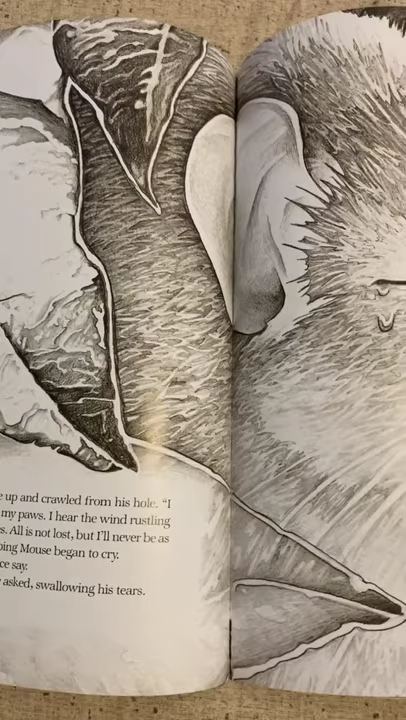 e up and crawled from his hole. “I
my paws. I hear the wind rustling
s. All is not lost, but I’ll never be as
ping Mouse began to cry.
ce say.
asked, swallowing his tears.